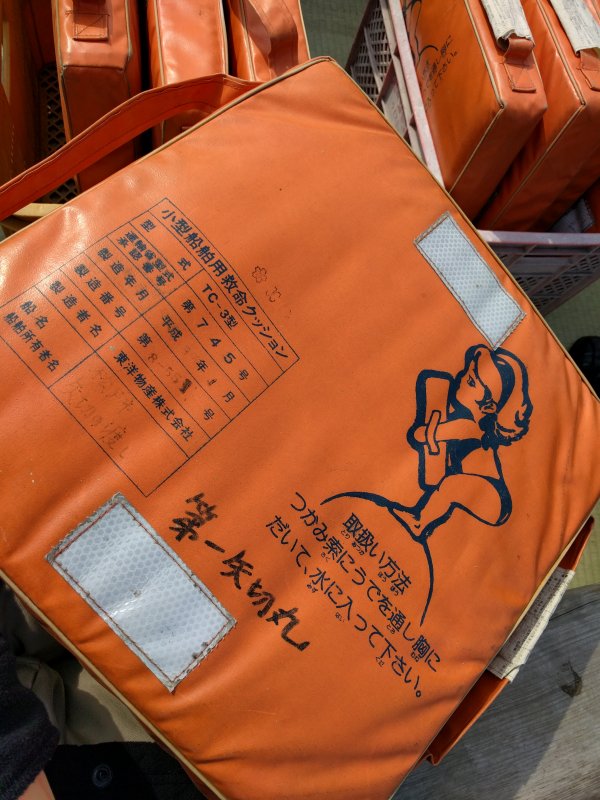 小型船舶用救命クッション
型式 TC-3型
運輸省型式承認番号 第745号
製造年月 平成 年 月
製造番号 第 号
製造者名 東洋物産株式会社
船名
船舶所有者名
第一矢切丸
取扱い方法
つかみ索にうでを通し胸に
だいて、水に入って下さい。